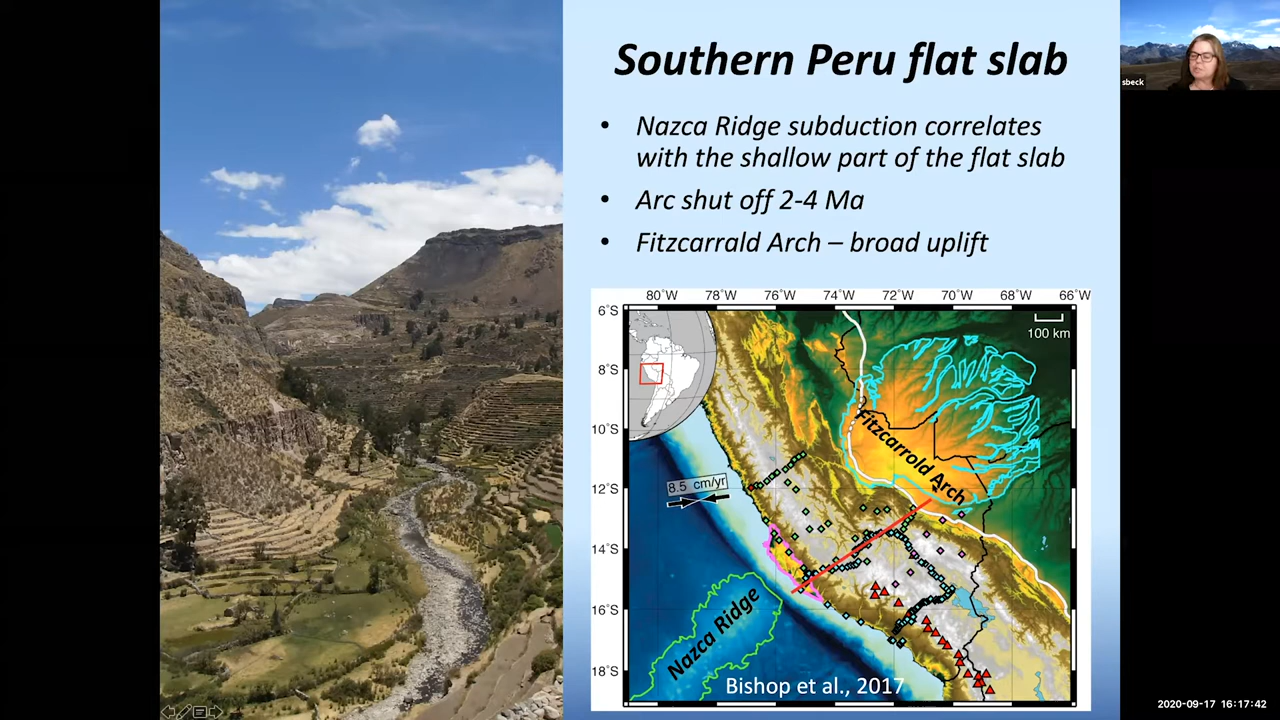 Southern Peru flat slab
• Nazca Ridge subduction correlates
with the shallow part of the flat slab
• Arc shut off 2-4 Ma
• Fitzcarrald Arch – broad uplift
80°W 78°W 76°W 74°W 72°W 70°W 68°W 66°W
6°S
100 km
8°S
10°S
Fitzcarrold Arch
8.5 cm/yr
12°S
14°S
16°S
Nazca Ridge
18°S
Bishop et al., 2017
sbeck
2020-09-17 16:17:42